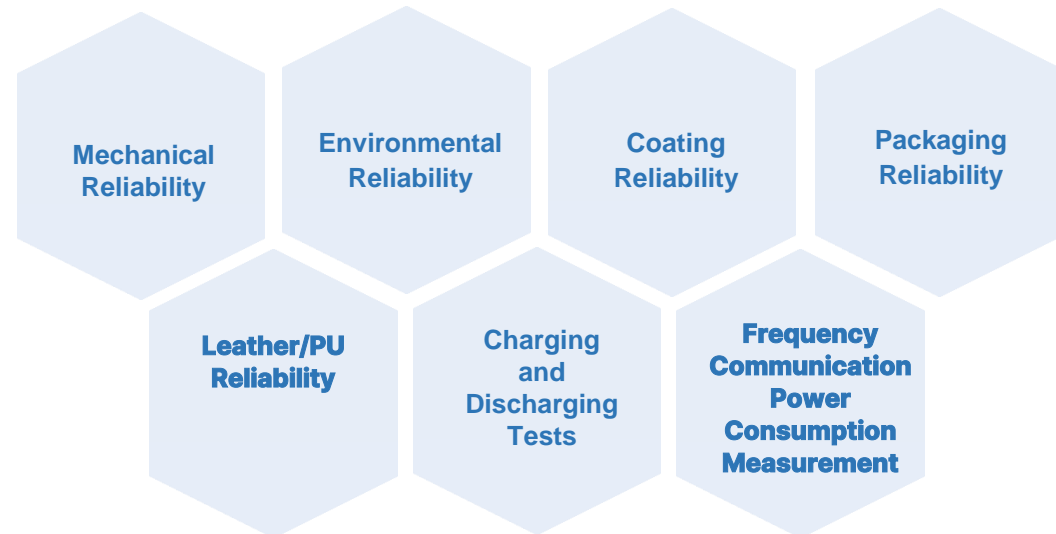 Mechanical
Reliability
Environmental
Reliability
Coating
Reliability
Packaging
Reliability
Leather/PU
Reliability
Charging
and
Discharging
Tests
Frequency
Communication
Power
Consumption
Measurement